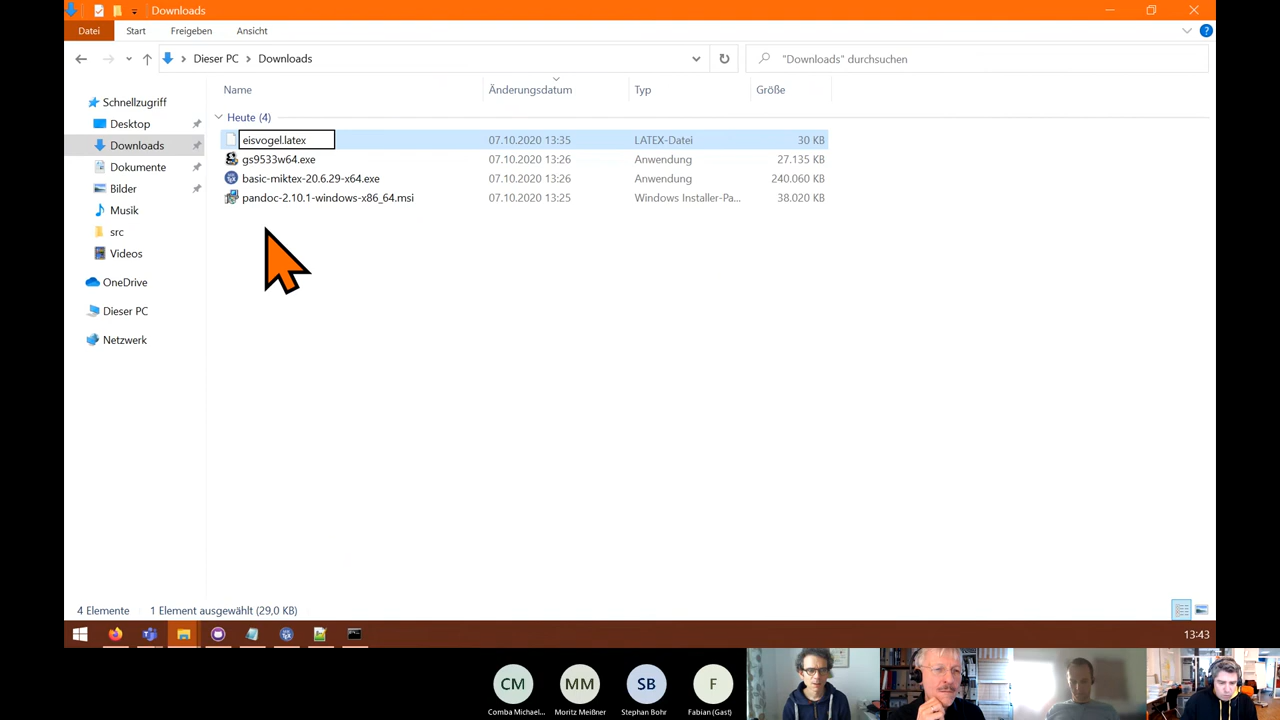 Downloads
Datei Start Freigeben Ansicht ?
Dieser PC Downloads "Downloads" durchsuchen
Name Änderungsdatum Typ Größe
Schnellzugriff
Desktop
Downloads
Dokumente
Bilder
Musik
src
Videos
OneDrive
Dieser PC
Netzwerk
Heute (4)
eisvogel.latex 07.10.2020 13:35 LATEX-Datei 30 KB
gs9533w64.exe 07.10.2020 13:26 Anwendung 27.135 KB
basic-miktex-20.6.29-x64.exe 07.10.2020 13:26 Anwendung 240.060 KB
pandoc-2.10.1-windows-x86_64.msi 07.10.2020 13:25 Windows Installer-Pa... 38.020 KB
4 Elemente 1 Element ausgewählt (29,0 KB)
13:43
CM MM SB F
Comba Michael... Moritz Meißner Stephan Bohr Fabian (Gast)